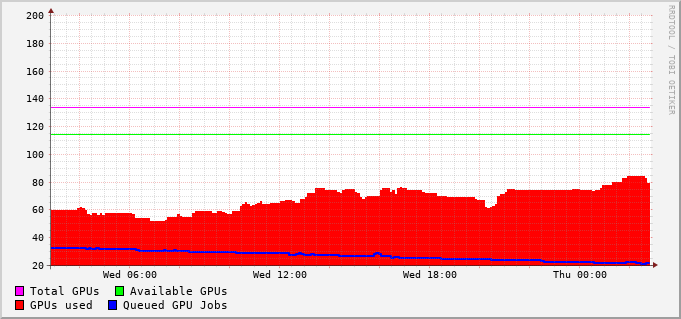 200
180
160
140
120
100
80
60
40
20
Wed 06:00 Wed 12:00 Wed 18:00 Thu 00:00
Total GPUs Available GPUs
GPUs used Queued GPU Jobs
RRDTOOL / TOBI OETIKER